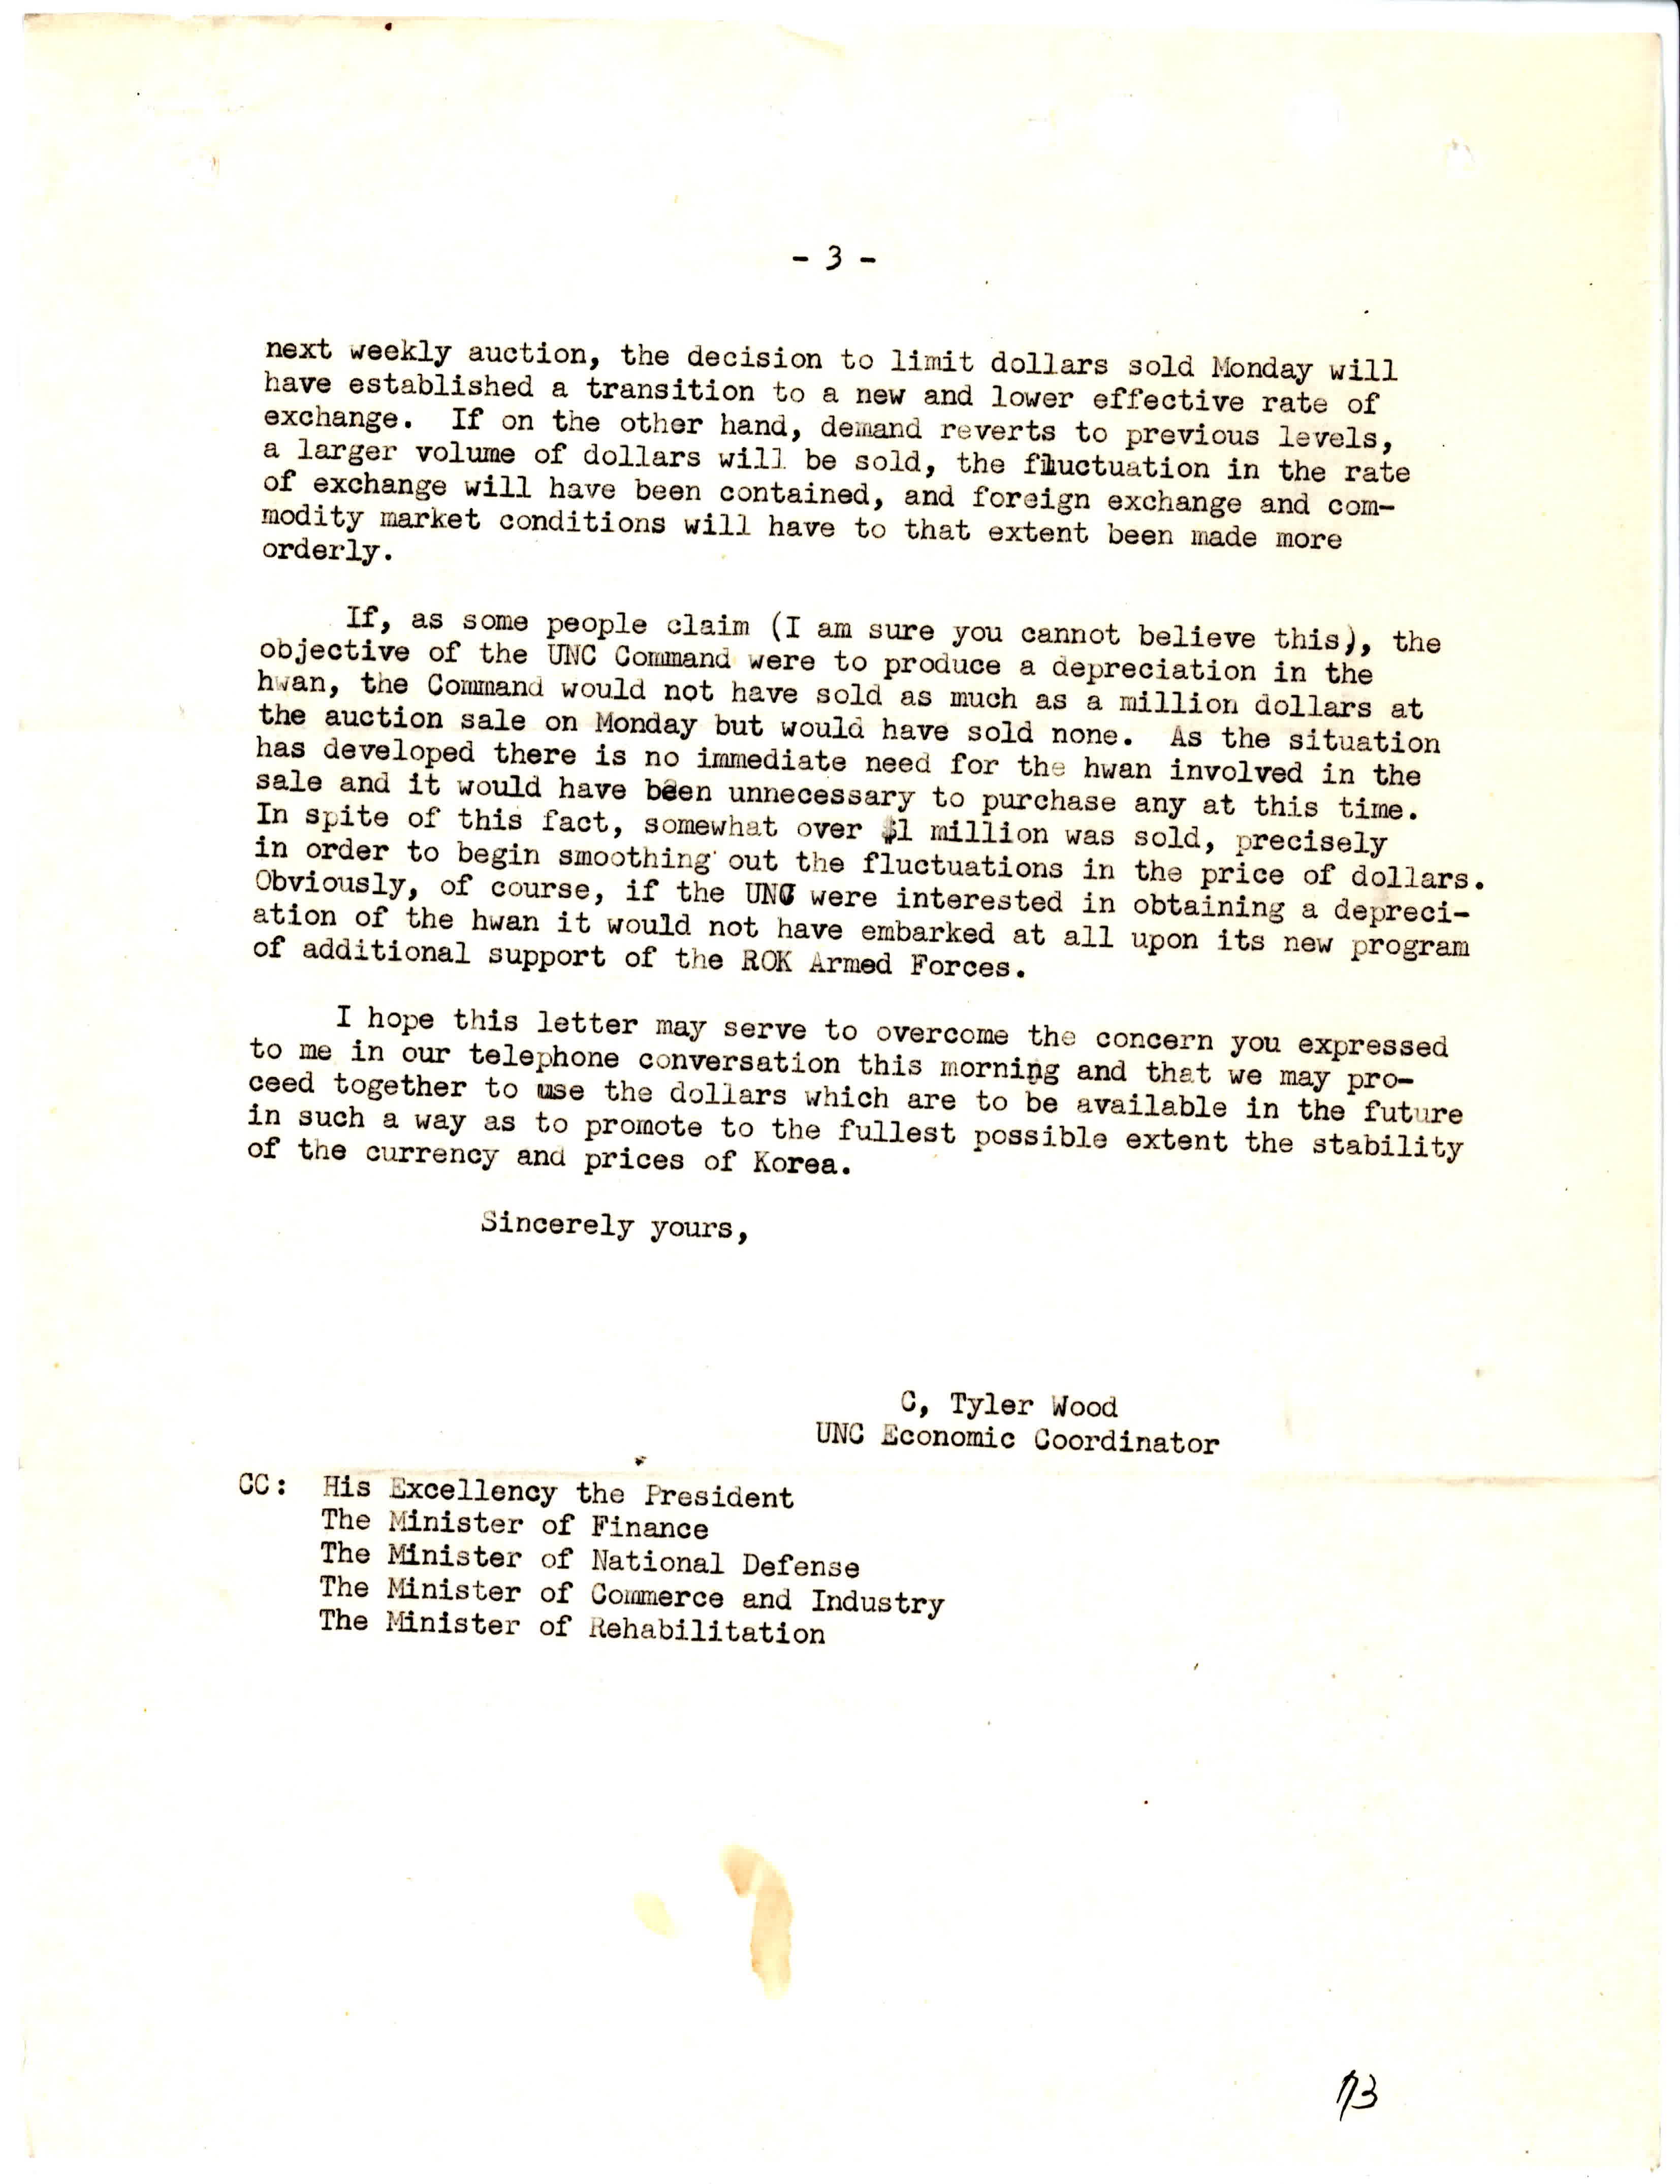 - 3 -
next weekly auction, the decision to limit dollars sold Monday will
have established a transition to a new and lower effective rate of
exchange. If on the other hand, demand reverts to previous levels,
a larger volume of dollars will be sold, the fluctuation in the rate
of exchange will have been contained, and foreign exchange and com-
modity market conditions will have to that extent been made more
orderly.
If, as some people claim (I am sure you cannot believe this), the
objective of the UNC Command were to produce a depreciation in the
hwan, the Command would not have sold as much as a million dollars at
the auction sale on Monday but would have sold none. As the situation
has developed there is no immediate need for the hwan involved in the
sale and it would have been unnecessary to purchase any at this time.
In spite of this fact, somewhat over $1 million was sold, precisely
in order to begin smoothing out the fluctuations in the price of dollars.
Obviously, of course, if the UNC were interested in obtaining a depreci-
ation of the hwan it would not have embarked at all upon its new program
of additional support of the ROK Armed Forces.
I hope this letter may serve to overcome the concern you expressed
to me in our telephone conversation this morning and that we may pro-
ceed together to use the dollars which are to be available in the future
in such a way as to promote to the fullest possible extent the stability
of the currency and prices of Korea.
Sincerely yours,
C, Tyler Wood
UNC Economic Coordinator
CC: His Excellency the President
The Minister of Finance
The Minister of National Defense
The Minister of Commerce and Industry
The Minister of Rehabilitation